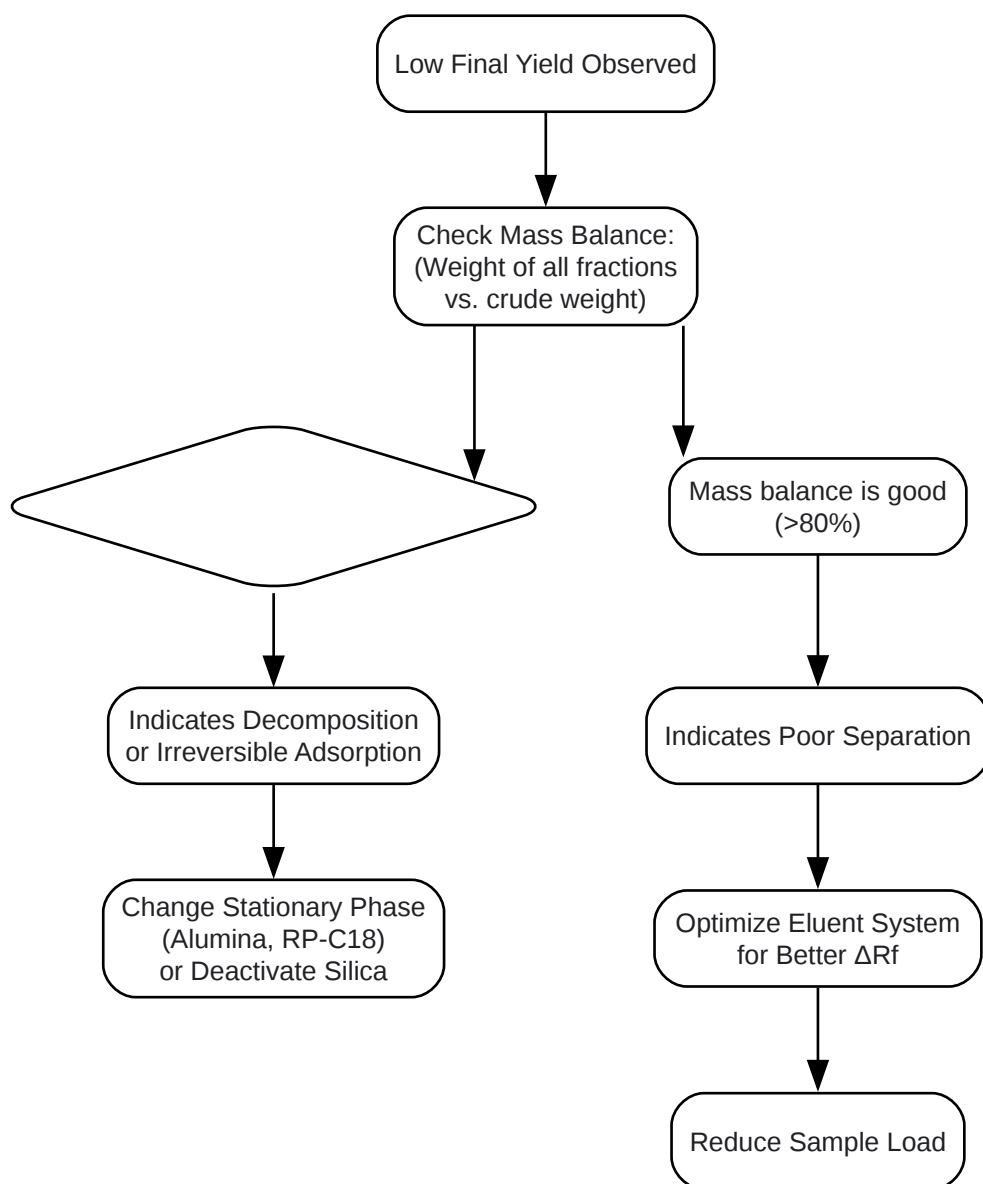 Low Final Yield Observed
Check Mass Balance:
(Weight of all fractions
vs. crude weight)
Mass balance is good
(>80%)
Indicates Decomposition
or Irreversible Adsorption
Indicates Poor Separation
Change Stationary Phase
(Alumina, RP-C18)
or Deactivate Silica
Optimize Eluent System
for Better ΔRf
Reduce Sample Load